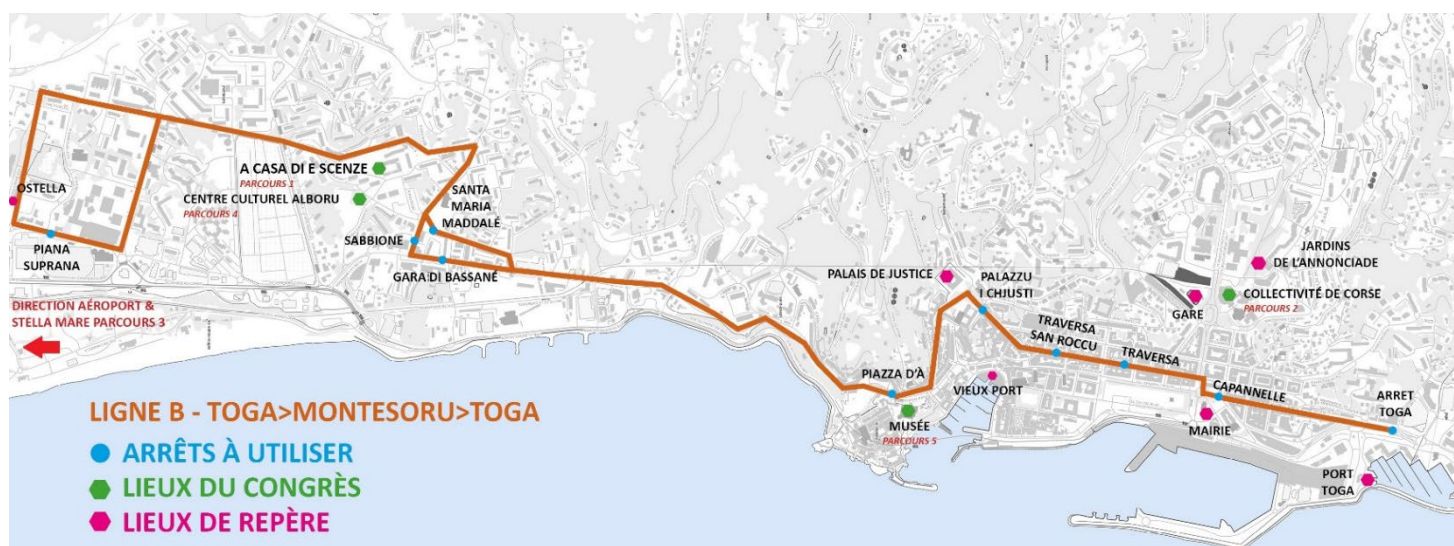 OSTELLA
PIANA
SUPRANA
DIRECTION AÉROPORT &
STELLA MARE PARCOURS 3
A CASA DI E SCENZE
PARCOURS 1
CENTRE CULTUREL ALBORU
PARCOURS 4
SANTA
MARIA
MADDALÉ
SABBIONE
GARA DI BASSANÉ
PALAIS DE JUSTICE
PALAZZU
I CHJUSTI
TRAVERSA
SAN ROCCU
TRAVERSA
JARDINS
DE L'ANNONCIADE
GARE
COLLECTIVITÉ DE CORSE
PARCOURS 2
PIAZZA D'À
VIEUX PORT
CAPANNELLE
ARRET
TOGA
MUSÉE
PARCOURS 5
MAIRIE
PORT
TOGA
LIGNE B - TOGA>MONTESORU>TOGA
ARRÊTS À UTILISER
LIEUX DU CONGRÈS
LIEUX DE REPÈRE